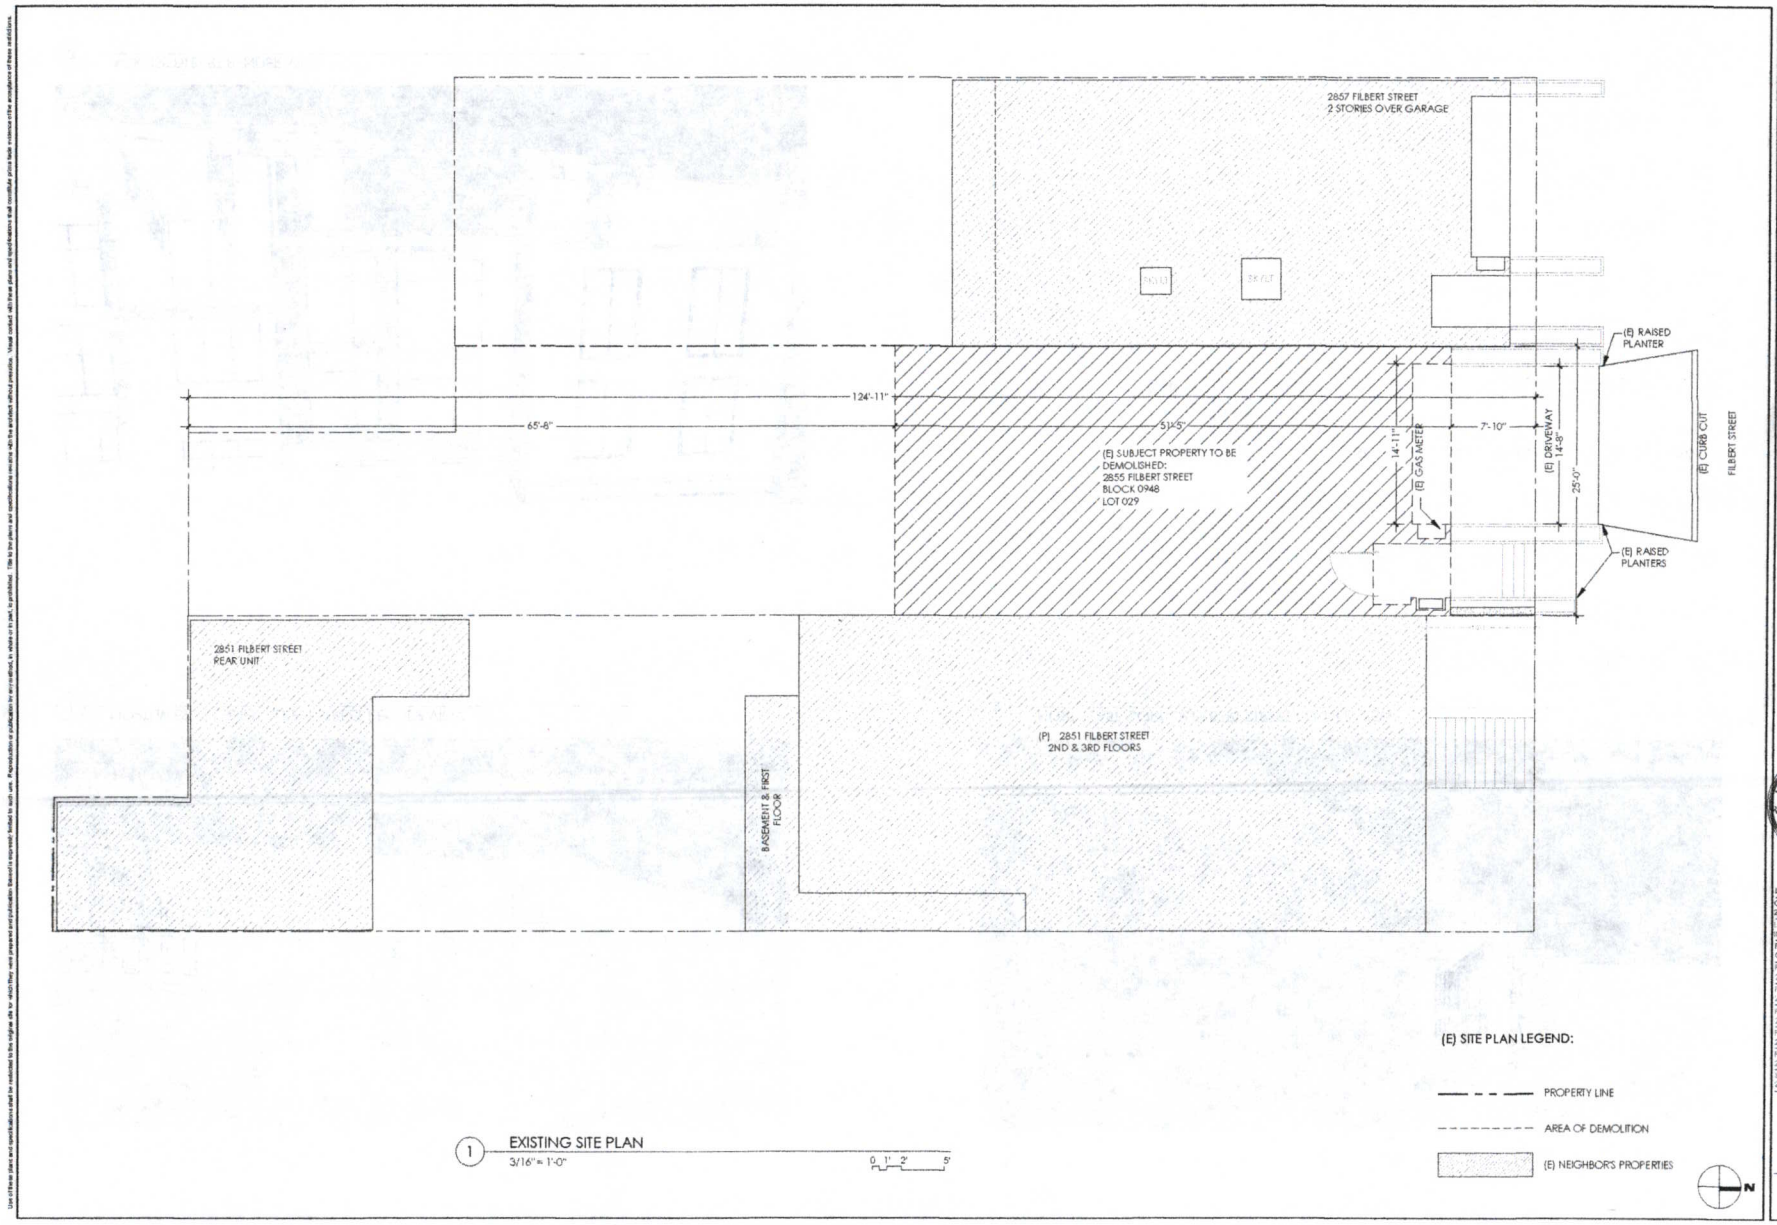 2857 FILBERT STREET
2 STORIES OVER GARAGE
SKYLT
(E) RAISED
PLANTER
124'-11"
65'-8"
51'-5"
7'-10"
14'-11"
(E) GAS METER
(E) DRIVEWAY
14'-8"
25'-0"
(E) CURB CUT
FILBERT STREET
(E) SUBJECT PROPERTY TO BE
DEMOLISHED:
2855 FILBERT STREET
BLOCK 0948
LOT 029
(E) RAISED
PLANTERS
2851 FILBERT STREET
REAR UNIT
(P) 2851 FILBERT STREET
2ND & 3RD FLOORS
BASEMENT & FIRST
FLOOR
(E) SITE PLAN LEGEND:
PROPERTY LINE
AREA OF DEMOLITION
(E) NEIGHBOR'S PROPERTIES
1
EXISTING SITE PLAN
3/16" = 1'-0"
0 1' 2' 5'
N